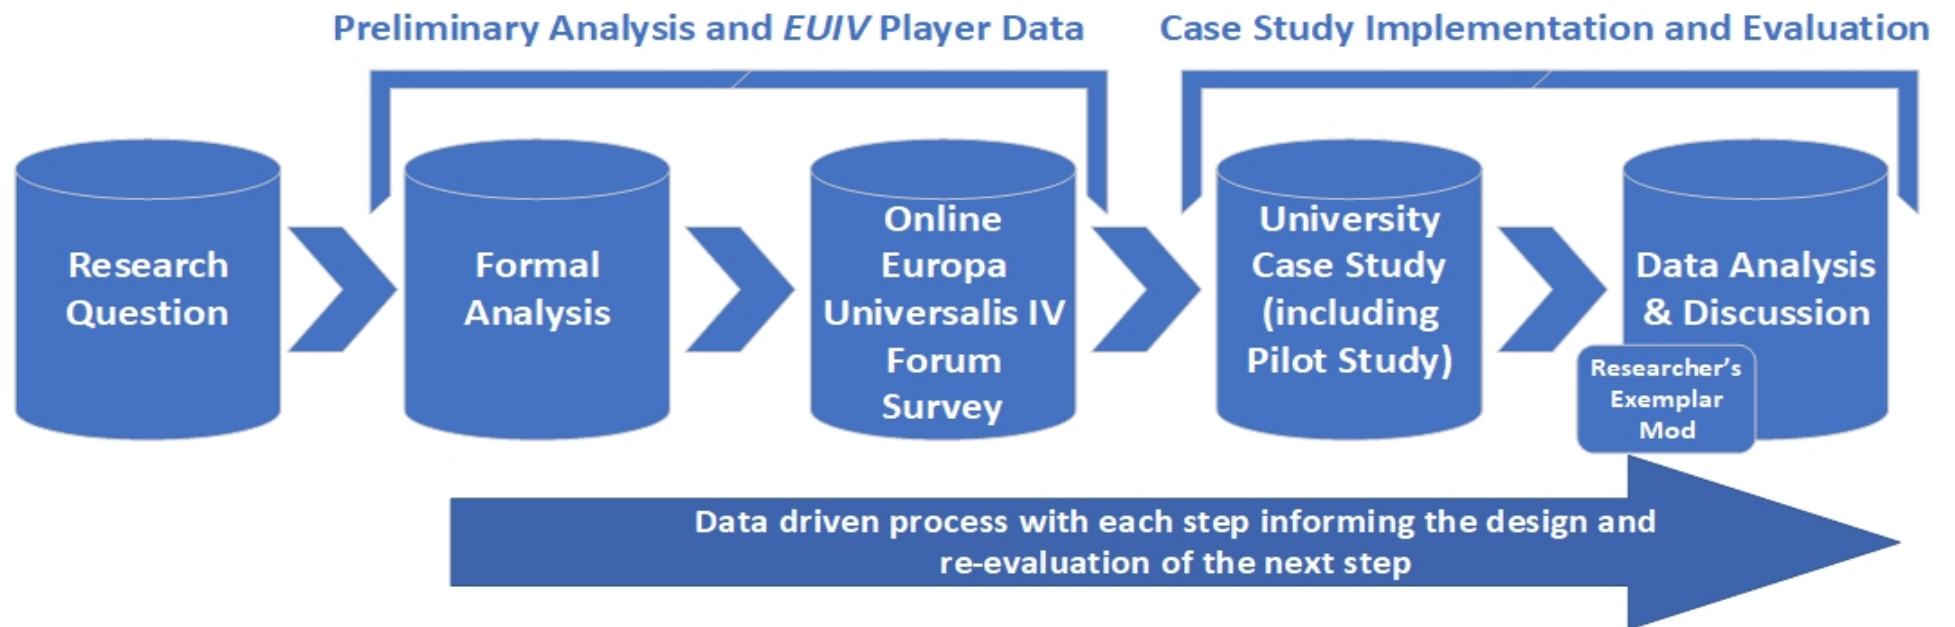 Preliminary Analysis and EUIV Player Data
Case Study Implementation and Evaluation
Research
Question
Formal
Analysis
Online
Europa
Universalis IV
Forum
Survey
University
Case Study
(including
Pilot Study)
Data Analysis
& Discussion
Researcher's
Exemplar
Mod
Data driven process with each step informing the design and
re-evaluation of the next step